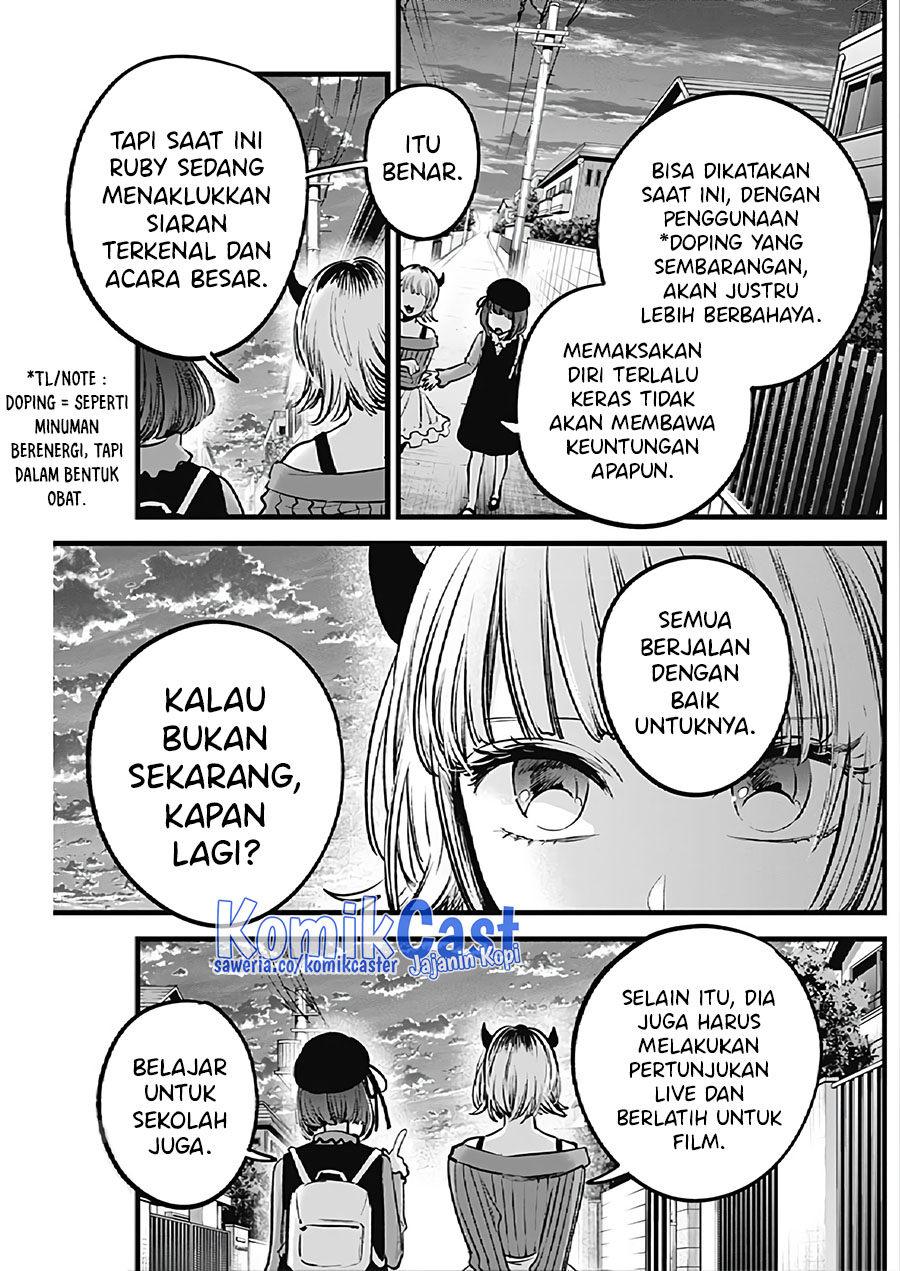 BISA DIKATAKAN
SAAT INI, DENGAN
PENGGUNAAN
*DOPING YANG
SEMBARANGAN,
AKAN JUSTRU
LEBIH BERBAHAYA.
MEMAKSAKAN
DIRI TERLALU
KERAS TIDAK
AKAN MEMBAWA
KEUNTUNGAN
APAPUN.
ITU
BENAR.
TAPI SAAT INI
RUBY SEDANG
MENAKLUKKAN
SIARAN
TERKENAL DAN
ACARA BESAR.
*TL/NOTE :
DOPING = SEPERTI
MINUMAN
BERENERGI, TAPI
DALAM BENTUK
OBAT.
SEMUA
BERJALAN
DENGAN
BAIK
UNTUKNYA.
KALAU
BUKAN
SEKARANG,
KAPAN
LAGI?
KomikCast
saweria.co/komikcaster Jajanin Kopi
SELAIN ITU, DIA
JUGA HARUS
MELAKUKAN
PERTUNJUKAN
LIVE DAN
BERLATIH UNTUK
FILM.
BELAJAR
UNTUK
SEKOLAH
JUGA.